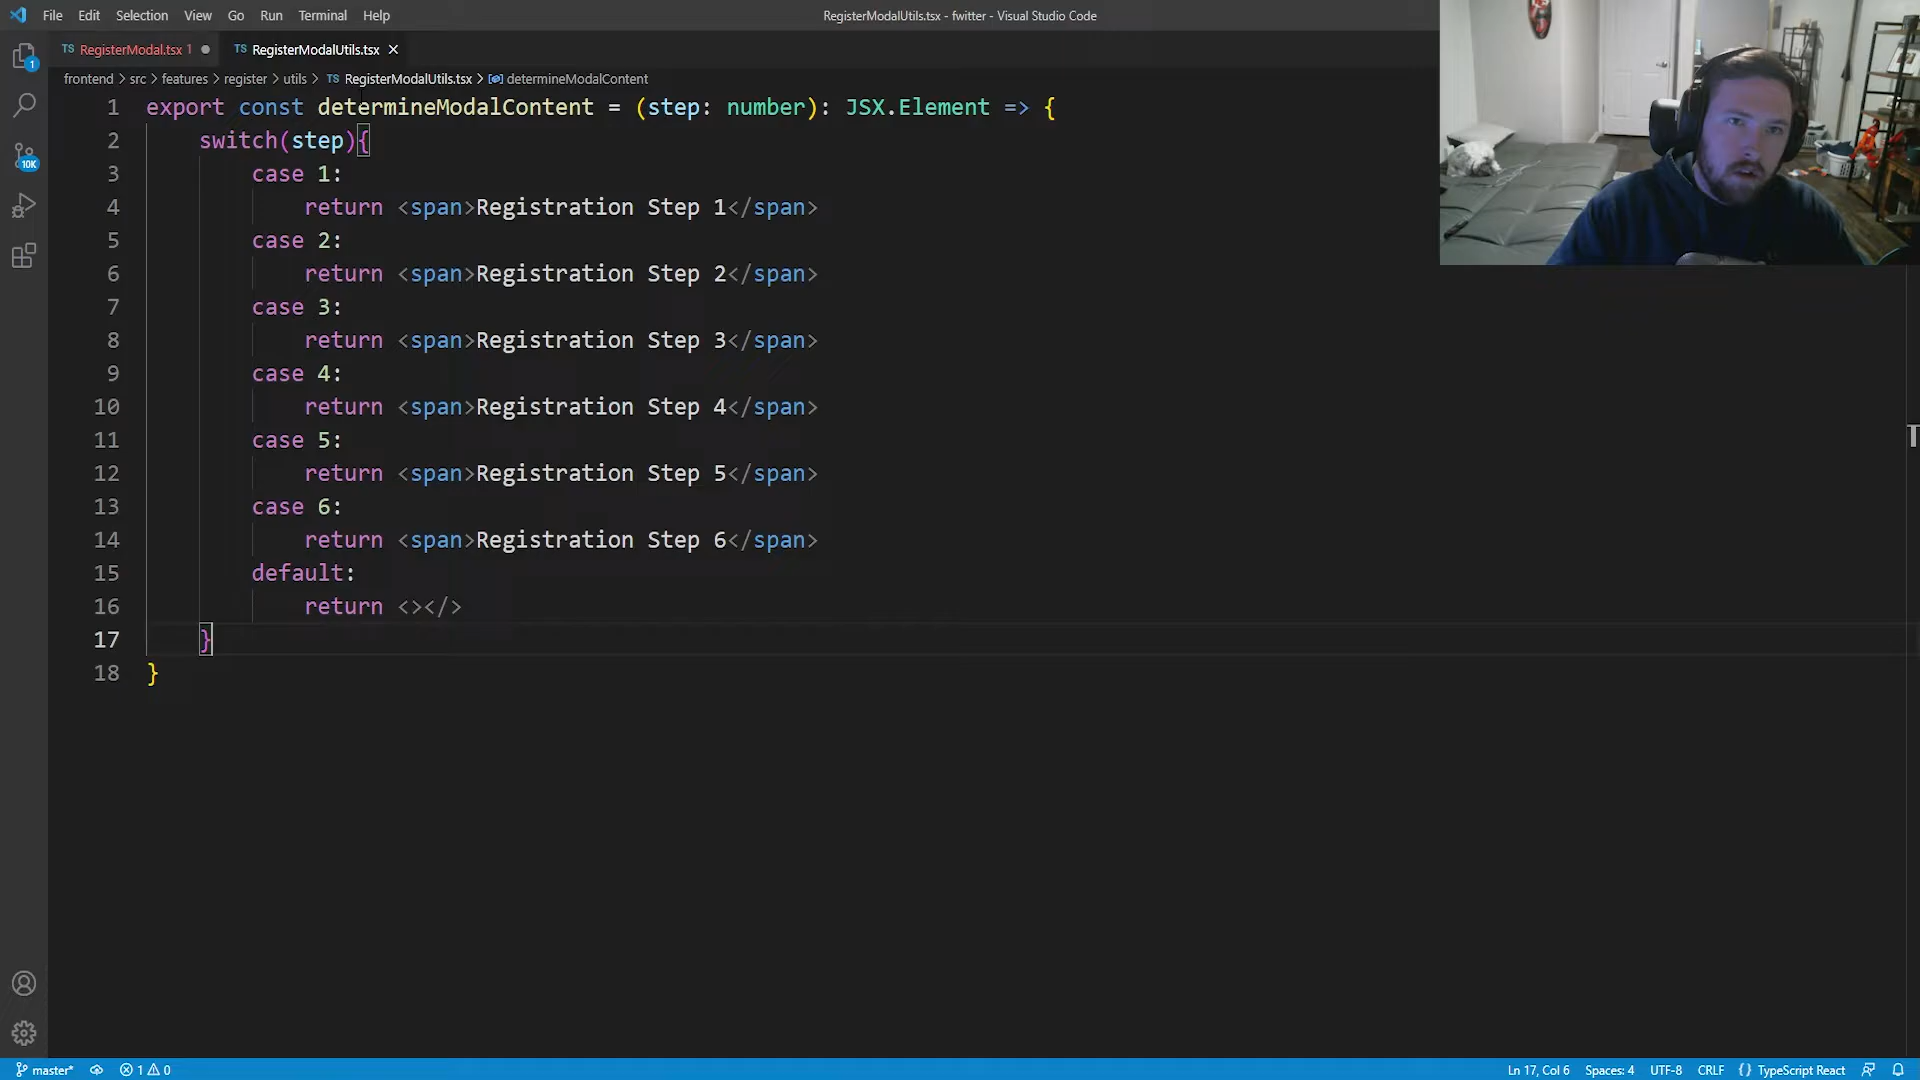 File Edit Selection View Go Run Terminal Help
RegisterModalUtils.tsx - fwitter - Visual Studio Code
TS RegisterModal.tsx 1
TS RegisterModalUtils.tsx
frontend > src > features > register > utils > TS RegisterModalUtils.tsx > determineModalContent
1 export const determineModalContent = (step: number): JSX.Element => {
2 switch(step){
3 case 1:
4 return <span>Registration Step 1</span>
5 case 2:
6 return <span>Registration Step 2</span>
7 case 3:
8 return <span>Registration Step 3</span>
9 case 4:
10 return <span>Registration Step 4</span>
11 case 5:
12 return <span>Registration Step 5</span>
13 case 6:
14 return <span>Registration Step 6</span>
15 default:
16 return <></>
17 }
18 }
1
10K
T
master* 1 0
Ln 17, Col 6 Spaces: 4 UTF-8 CRLF {} TypeScript React